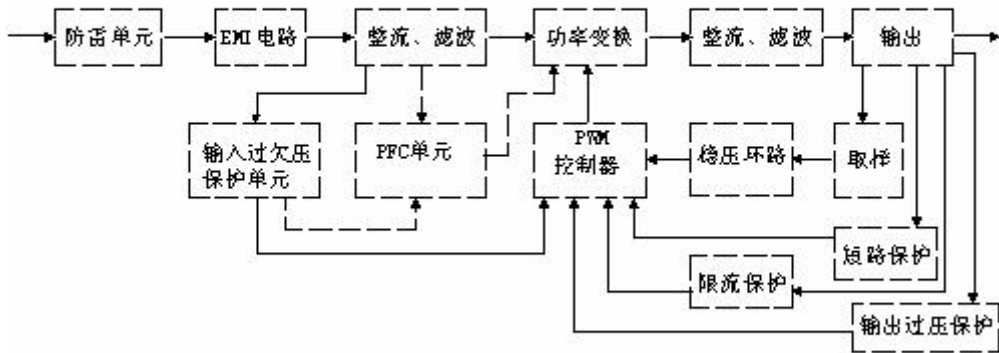 防雷单元
EMI电路
整流、滤波
功率变换
整流、滤波
输出
输入过欠压
保护单元
PFC单元
PWM
控制器
稳压环路
取样
短路保护
限流保护
输出过压保护